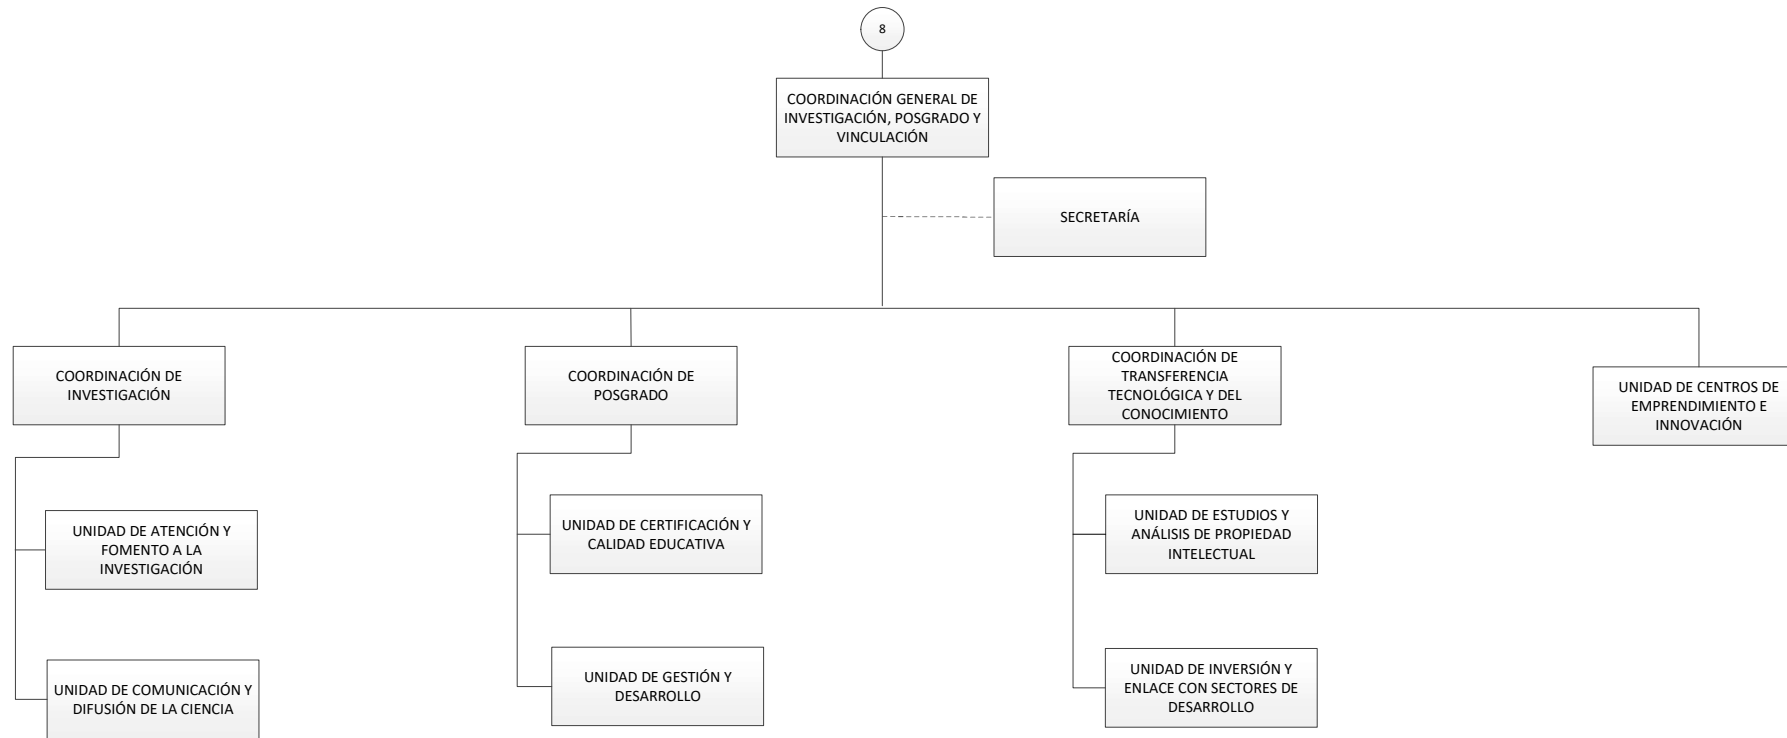 8
COORDINACIÓN GENERAL DE
INVESTIGACIÓN, POSGRADO Y
VINCULACIÓN
SECRETARÍA
COORDINACIÓN DE
INVESTIGACIÓN
COORDINACIÓN DE
POSGRADO
COORDINACIÓN DE
TRANSFERENCIA
TECNOLÓGICA Y DEL
CONOCIMIENTO
UNIDAD DE CENTROS DE
EMPRENDIMIENTO E
INNOVACIÓN
UNIDAD DE ATENCIÓN Y
FOMENTO A LA
INVESTIGACIÓN
UNIDAD DE CERTIFICACIÓN Y
CALIDAD EDUCATIVA
UNIDAD DE ESTUDIOS Y
ANÁLISIS DE PROPIEDAD
INTELECTUAL
UNIDAD DE COMUNICACIÓN Y
DIFUSIÓN DE LA CIENCIA
UNIDAD DE GESTIÓN Y
DESARROLLO
UNIDAD DE INVERSIÓN Y
ENLACE CON SECTORES DE
DESARROLLO